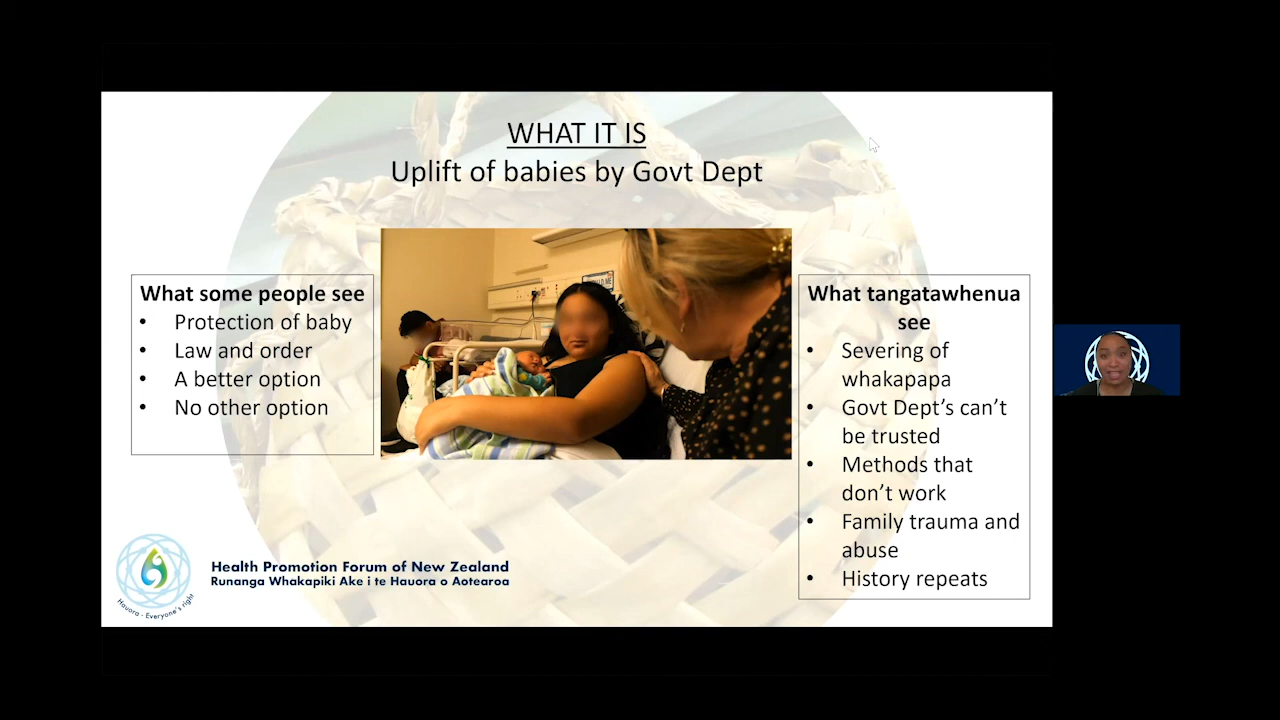 WHAT IT IS
Uplift of babies by Govt Dept
What some people see
• Protection of baby
• Law and order
• A better option
• No other option
What tangatawhenua
see
• Severing of
whakapapa
• Govt Dept’s can’t
be trusted
• Methods that
don’t work
• Family trauma and
abuse
• History repeats
Health Promotion Forum of New Zealand
Runanga Whakapiki Ake i te Hauora o Aotearoa
Hauora - Everyone's right